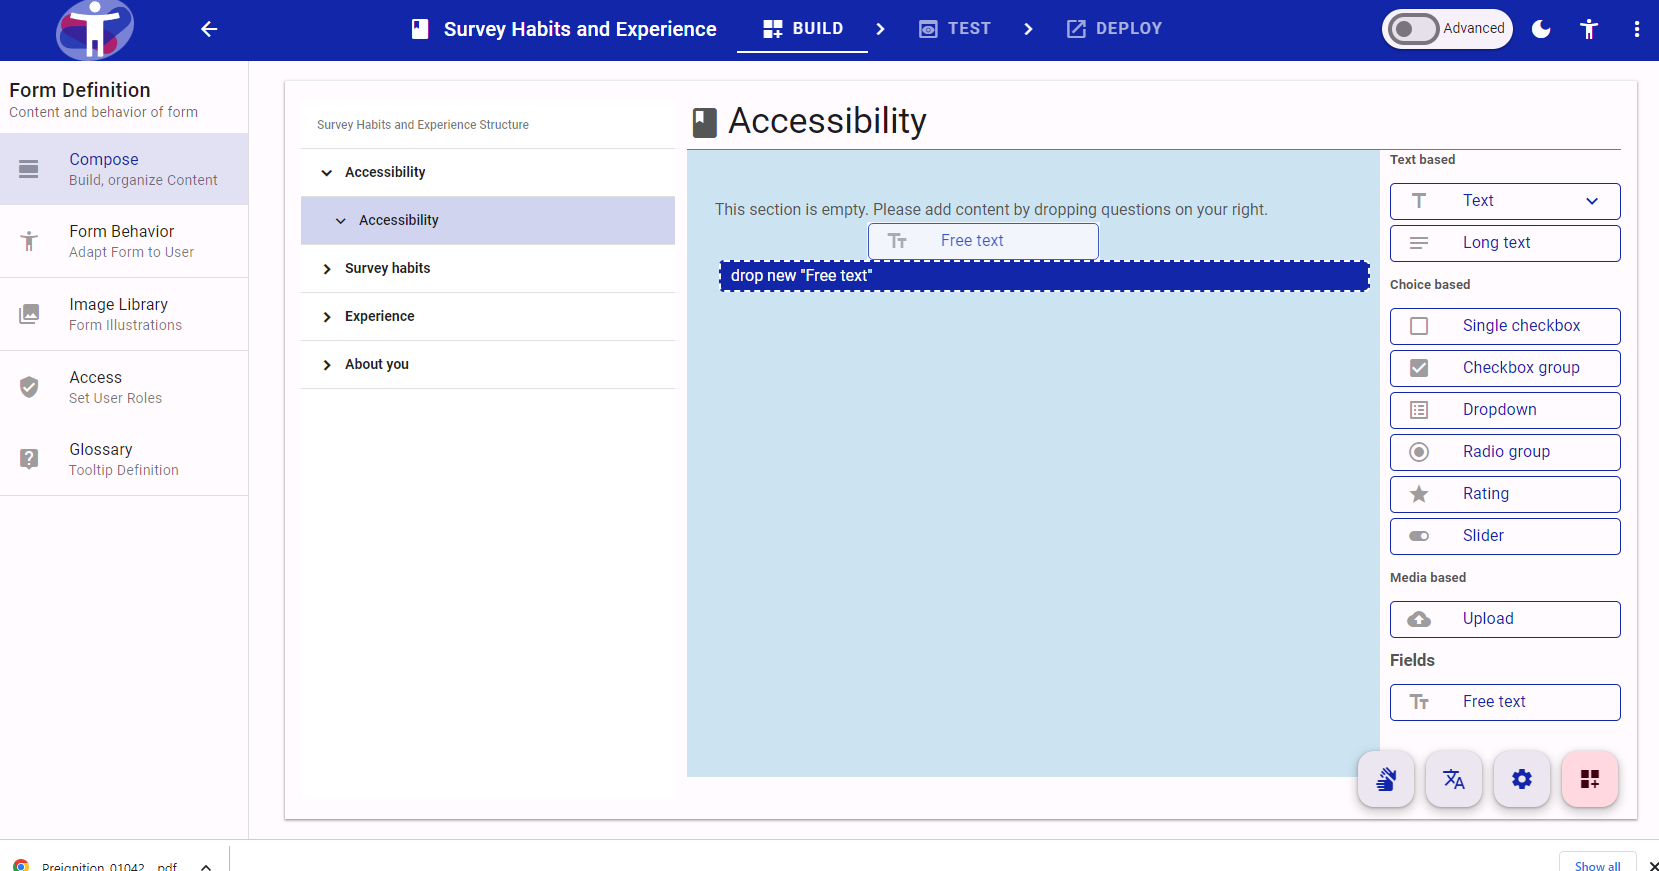 Survey Habits and Experience
BUILD
TEST
DEPLOY
Advanced
Form Definition
Content and behavior of form
Compose
Build, organize Content
Form Behavior
Adapt Form to User
Image Library
Form Illustrations
Access
Set User Roles
Glossary
Tooltip Definition
Survey Habits and Experience Structure
Accessibility
Accessibility
Survey habits
Experience
About you
Accessibility
This section is empty. Please add content by dropping questions on your right.
Free text
drop new "Free text"
Text based
Text
Long text
Choice based
Single checkbox
Checkbox group
Dropdown
Radio group
Rating
Slider
Media based
Upload
Fields
Free text
Preignition_01042....pdf
Show all